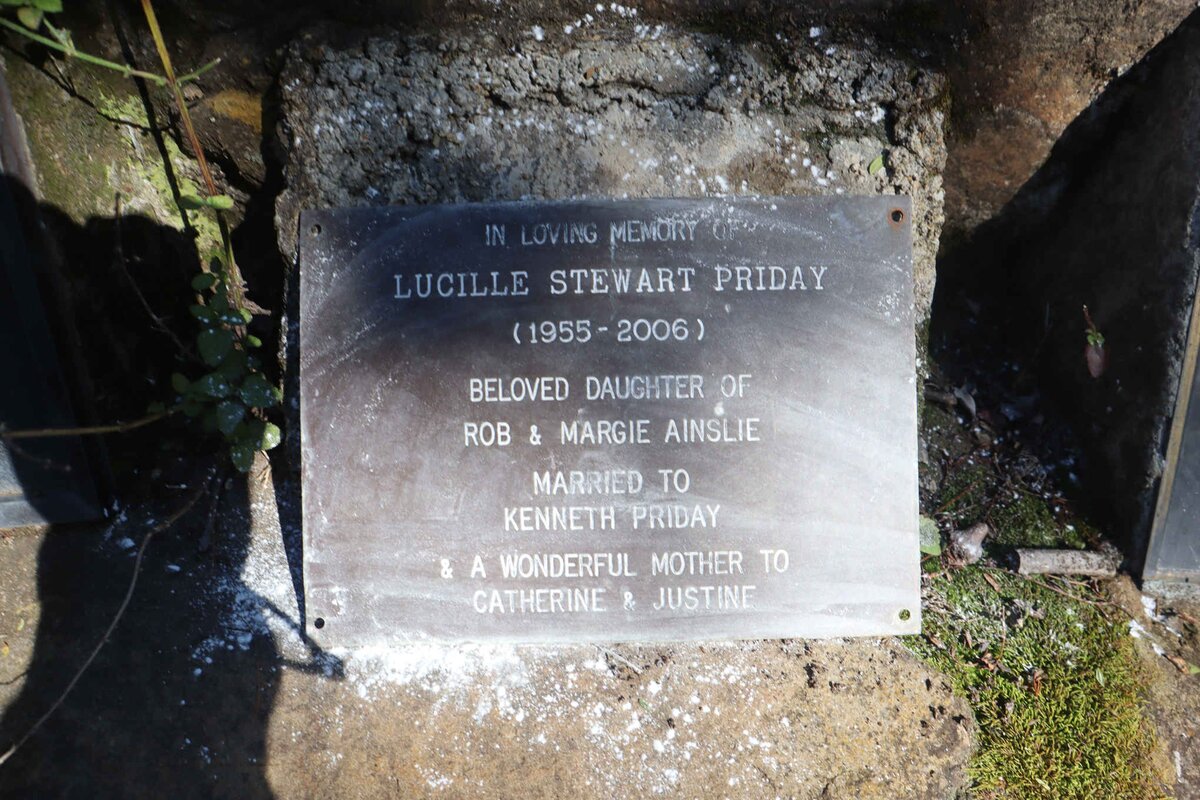 IN LOVING MEMORY OF
LUCILLE STEWART PRIDAY
(1955-2006)
BELOVED DAUGHTER OF
ROB & MARGIE AINSLIE
MARRIED TO
KENNETH PRIDAY
& A WONDERFUL MOTHER TO
CATHERINE & JUSTINE